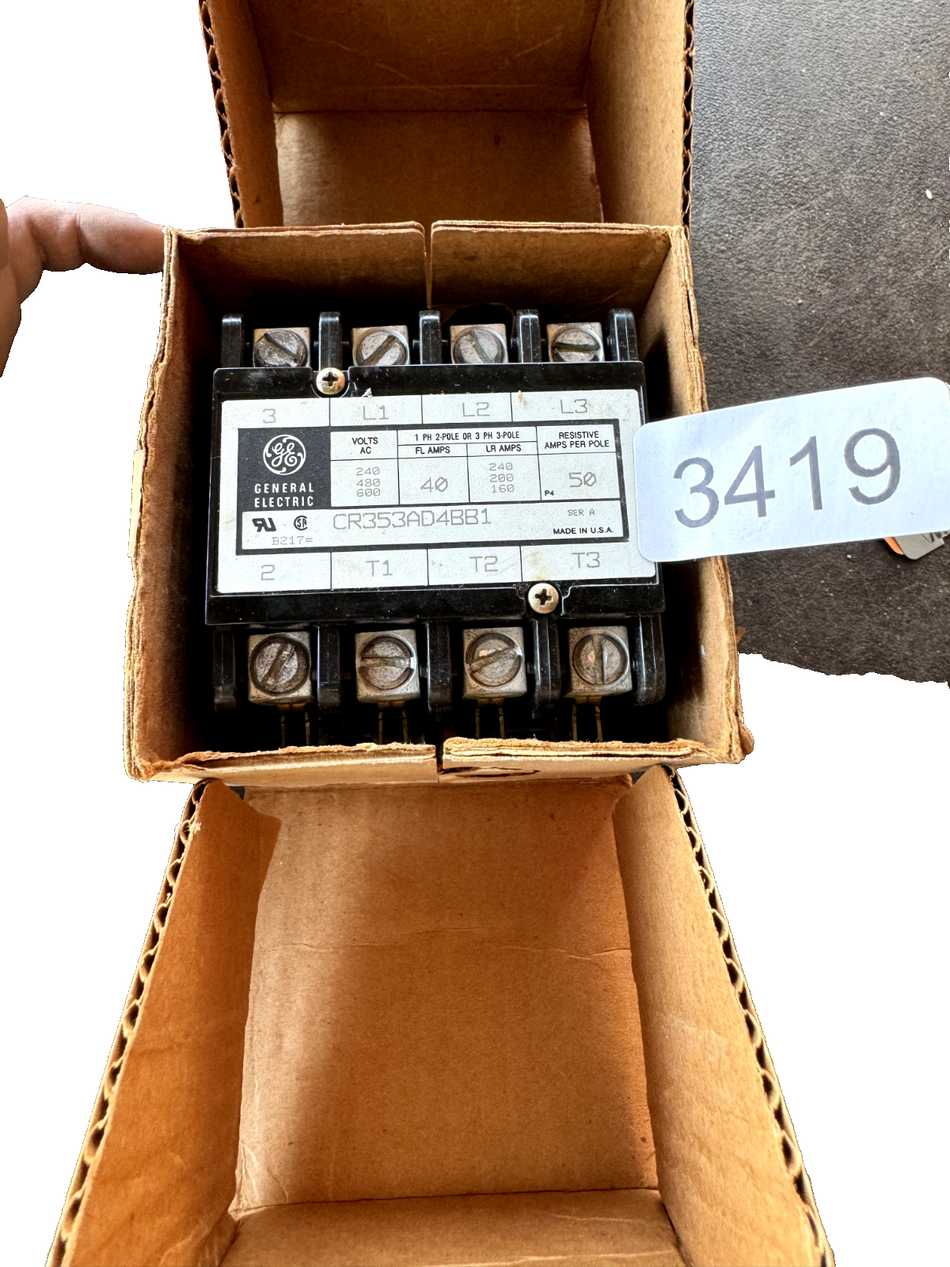 3 L1 L2 L3
GE
GENERAL
ELECTRIC
VOLTS
AC
1 PH 2-POLE OR 3 PH 3-POLE
FL AMPS LR AMPS
RESISTIVE
AMPS PER POLE
240
480
600
40
240
200
160
P4 50
CR353AD4BB1
SER A
MADE IN U.S.A.
B217=
2 T1 T2 T3
3419